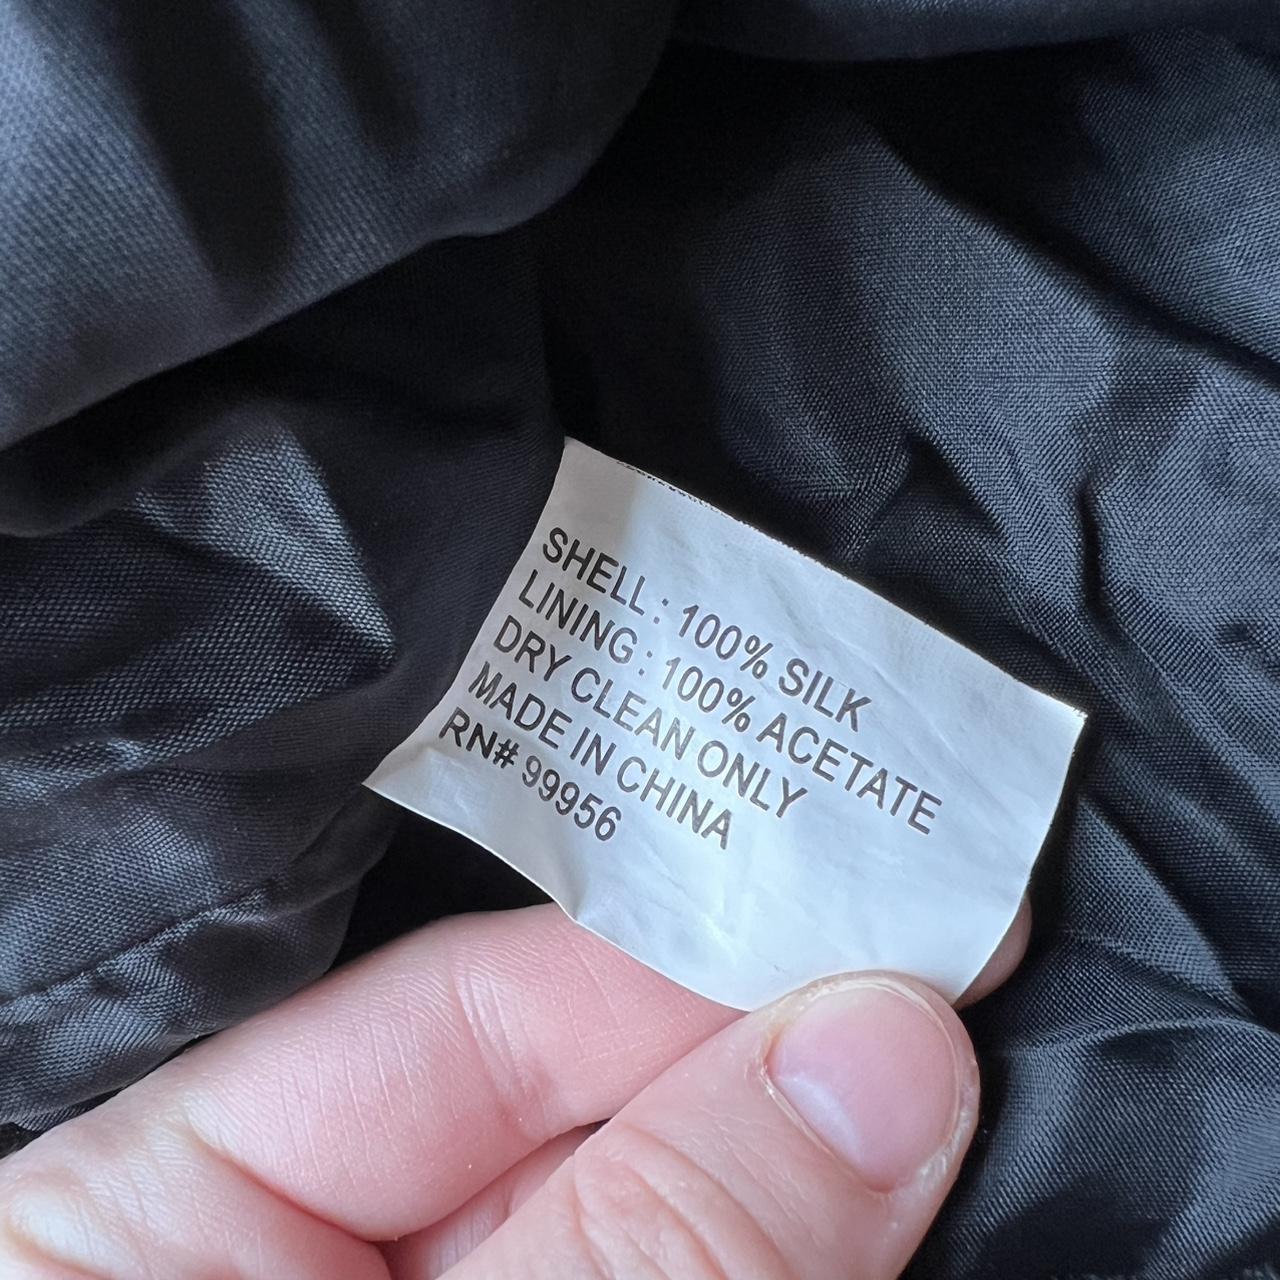 SHELL : 100% SILK
LINING : 100% ACETATE
DRY CLEAN ONLY
MADE IN CHINA
RN# 99956